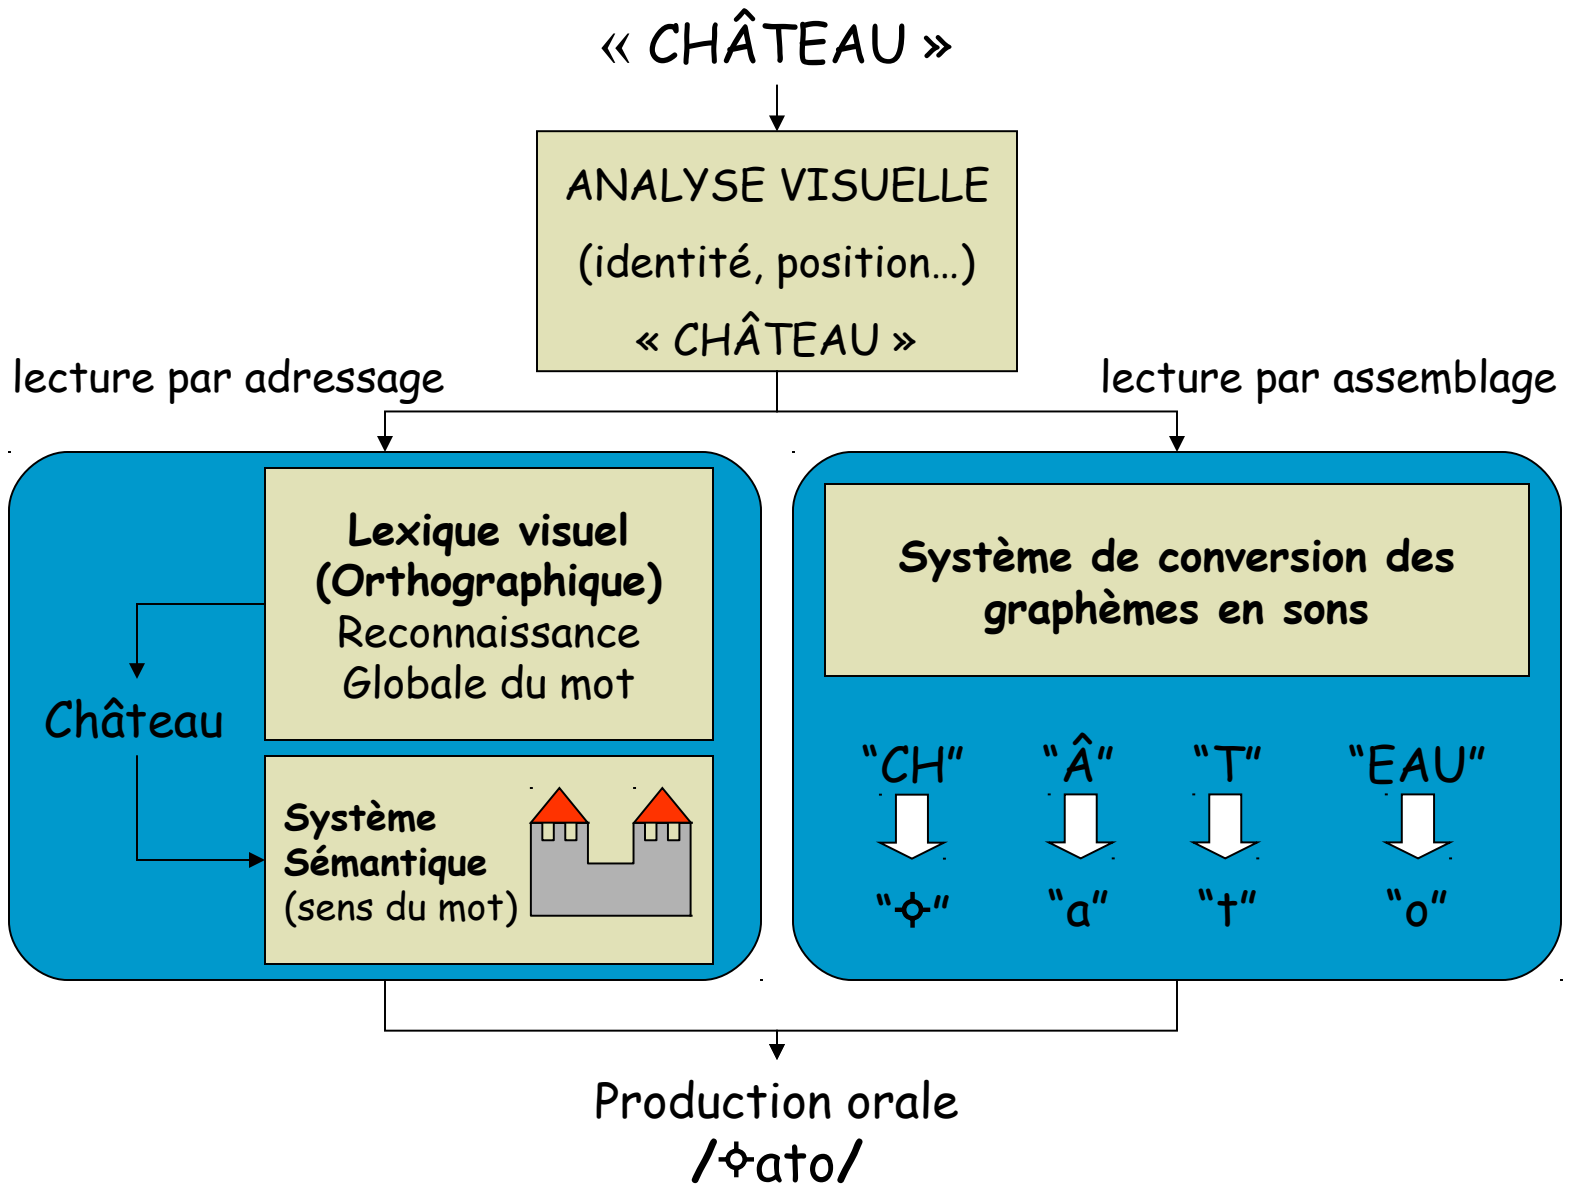 « CHÂTEAU »
ANALYSE VISUELLE
(identité, position…)
« CHÂTEAU »
lecture par adressage
lecture par assemblage
Lexique visuel
(Orthographique)
Reconnaissance
Globale du mot
Château
Système
Sémantique
(sens du mot)
Système de conversion des
graphèmes en sons
“CH” “Â” “T” “EAU”
“⌖” “a” “t” “o”
Production orale
/⌖ato/